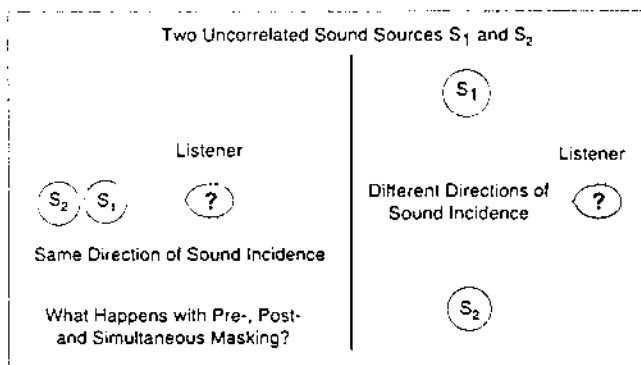 Two Uncorrelated Sound Sources S1 and S2
Listener
S2 S1 ?
Same Direction of Sound Incidence
What Happens with Pre-, Post-
and Simultaneous Masking?
S1
Listener
Different Directions of
Sound Incidence
?
S2